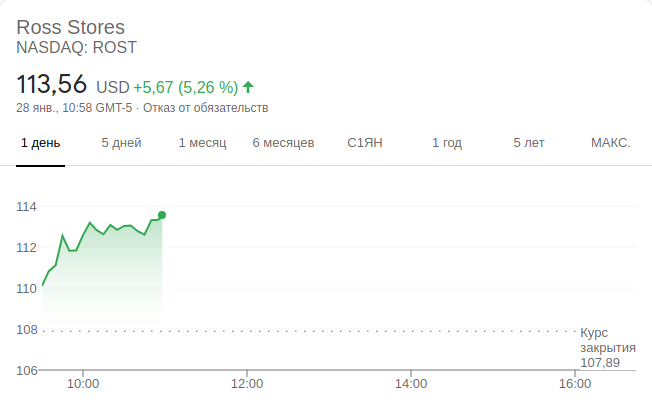 Ross Stores
NASDAQ: ROST
113,56 USD +5,67 (5,26 %)
28 янв., 10:58 GMT-5 · Отказ от обязательств
1 день 5 дней 1 месяц 6 месяцев С1ЯН 1 год 5 лет МАКС.
114
112
110
108
106
Курс
закрытия
107,89
10:00 12:00 14:00 16:00